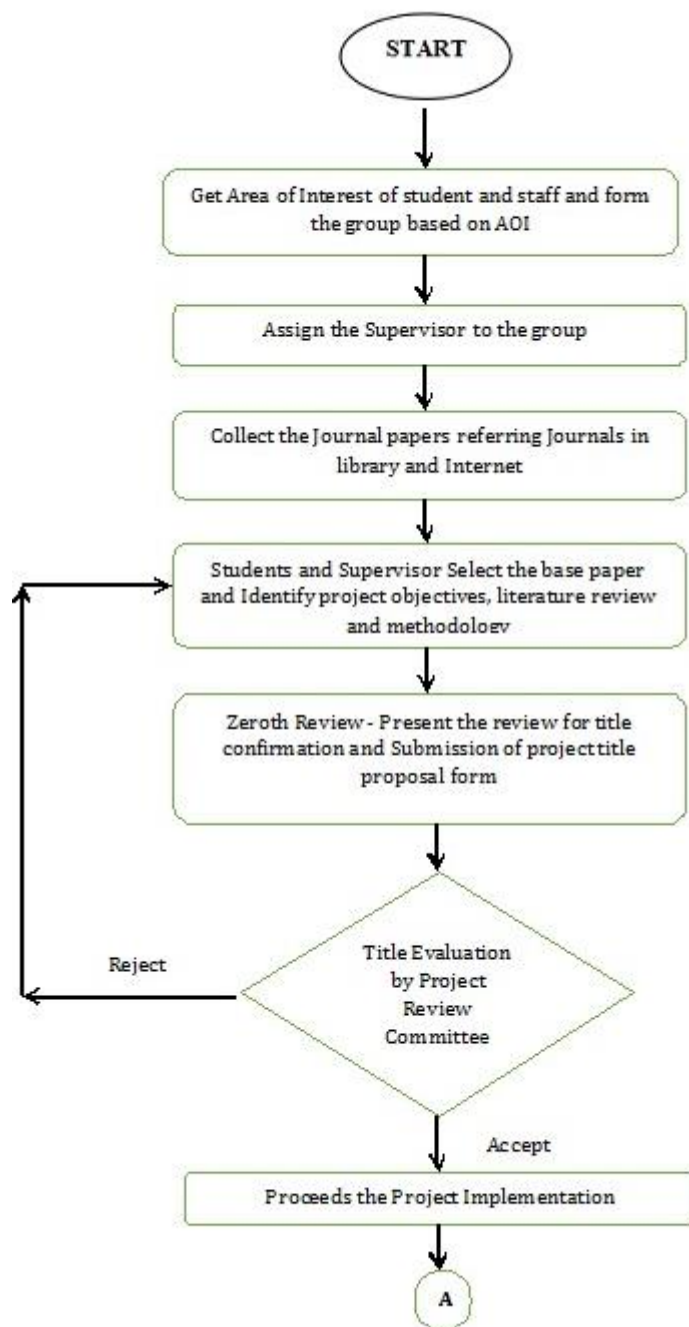 START
Get Area of Interest of student and staff and form
the group based on AOI
Assign the Supervisor to the group
Collect the Journal papers referring Journals in
library and Internet
Students and Supervisor Select the base paper
and Identify project objectives, literature review
and methodology
Zeroth Review - Present the review for title
confirmation and Submission of project title
proposal form
Reject
Title Evaluation
by Project
Review
Committee
Accept
Proceeds the Project Implementation
A